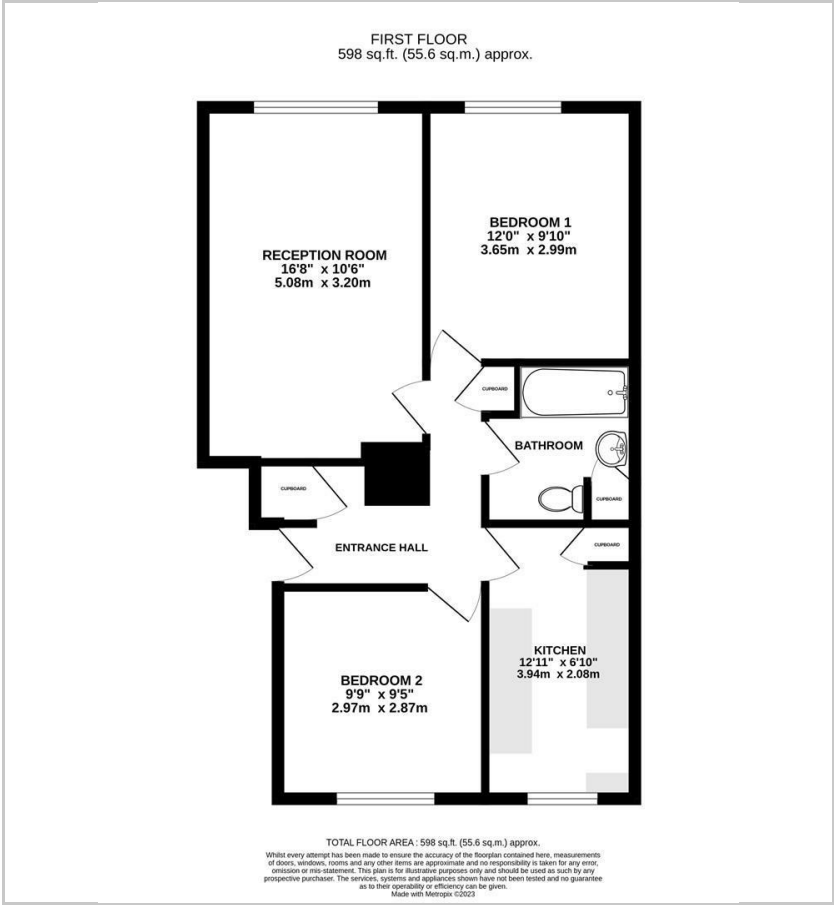 FIRST FLOOR
598 sq.ft. (55.6 sq.m.) approx.
BEDROOM 1
12'0" x 9'10"
3.65m x 2.99m
RECEPTION ROOM
16'8" x 10'6"
5.08m x 3.20m
CUPBOARD
BATHROOM
CUPBOARD
CUPBOARD
CUPBOARD
ENTRANCE HALL
KITCHEN
12'11" x 6'10"
3.94m x 2.08m
BEDROOM 2
9'9" x 9'5"
2.97m x 2.87m
TOTAL FLOOR AREA : 598 sq.ft. (55.6 sq.m.) approx.
Whilst every attempt has been made to ensure the accuracy of the floorplan contained here, measurements
of doors, windows, rooms and any other items are approximate and no responsibility is taken for any error,
omission or mis-statement. This plan is for illustrative purposes only and should be used as such by any
prospective purchaser. The services, systems and appliances shown have not been tested and no guarantee
as to their operability or efficiency can be given.
Made with Metropix ©2023